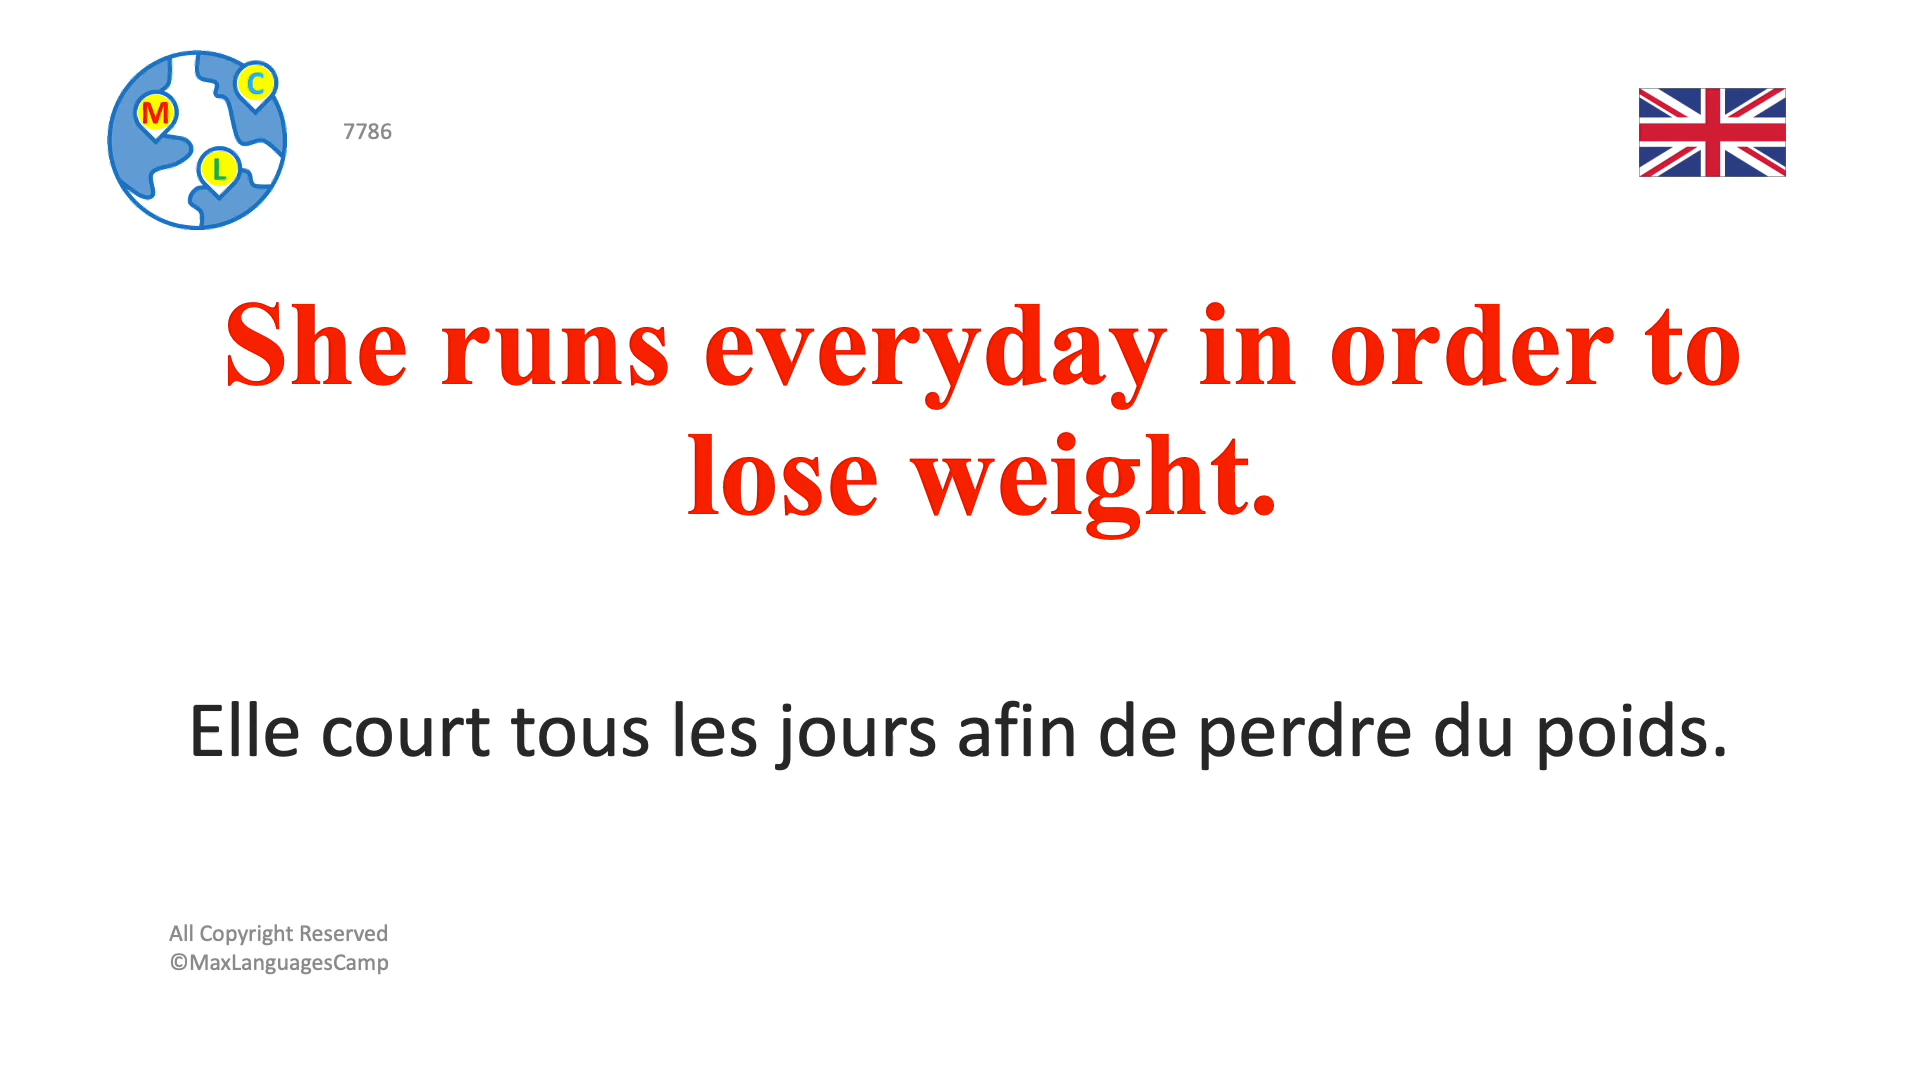 C
M
7786
L
She runs everyday in order to
lose weight.
Elle court tous les jours afin de perdre du poids.
All Copyright Reserved
©MaxLanguagesCamp